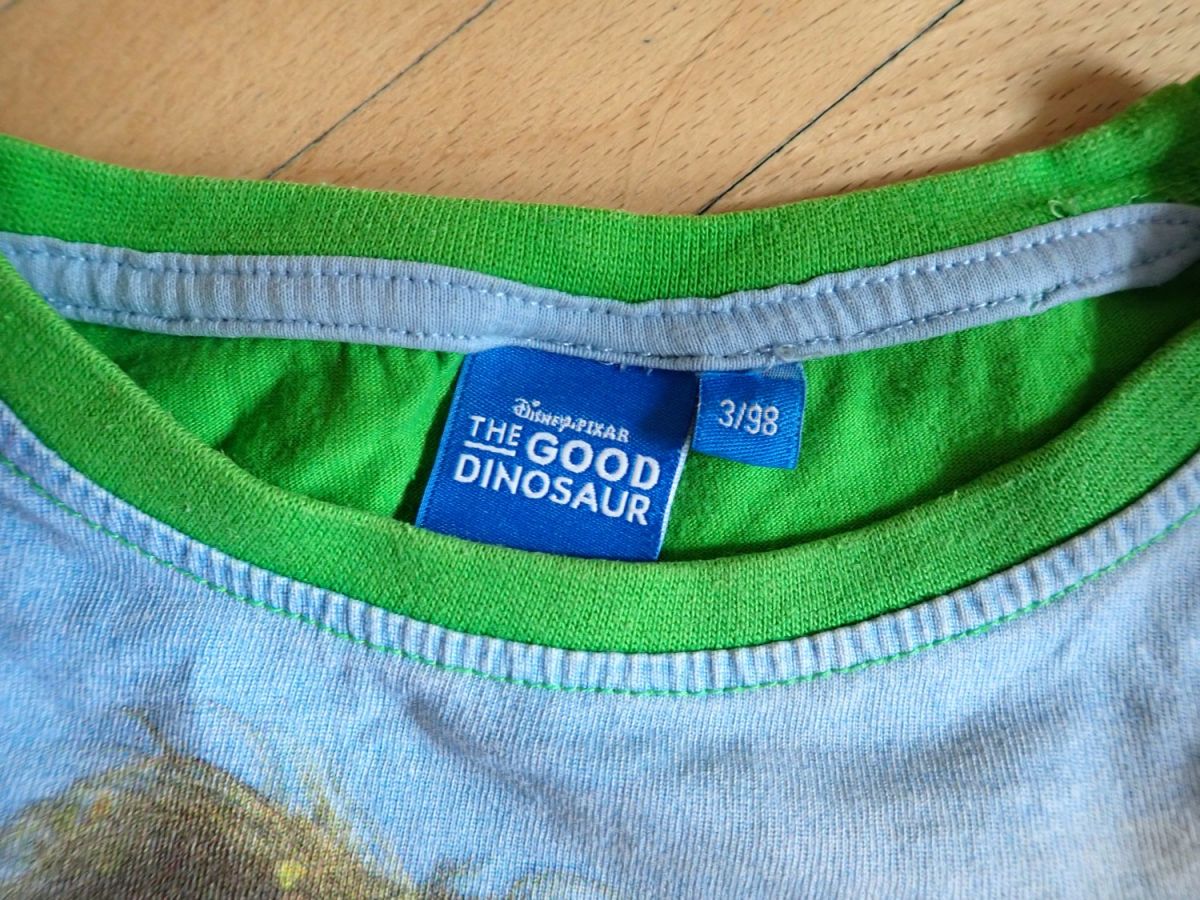 Disney•PIXAR
THE GOOD
DINOSAUR
3/98